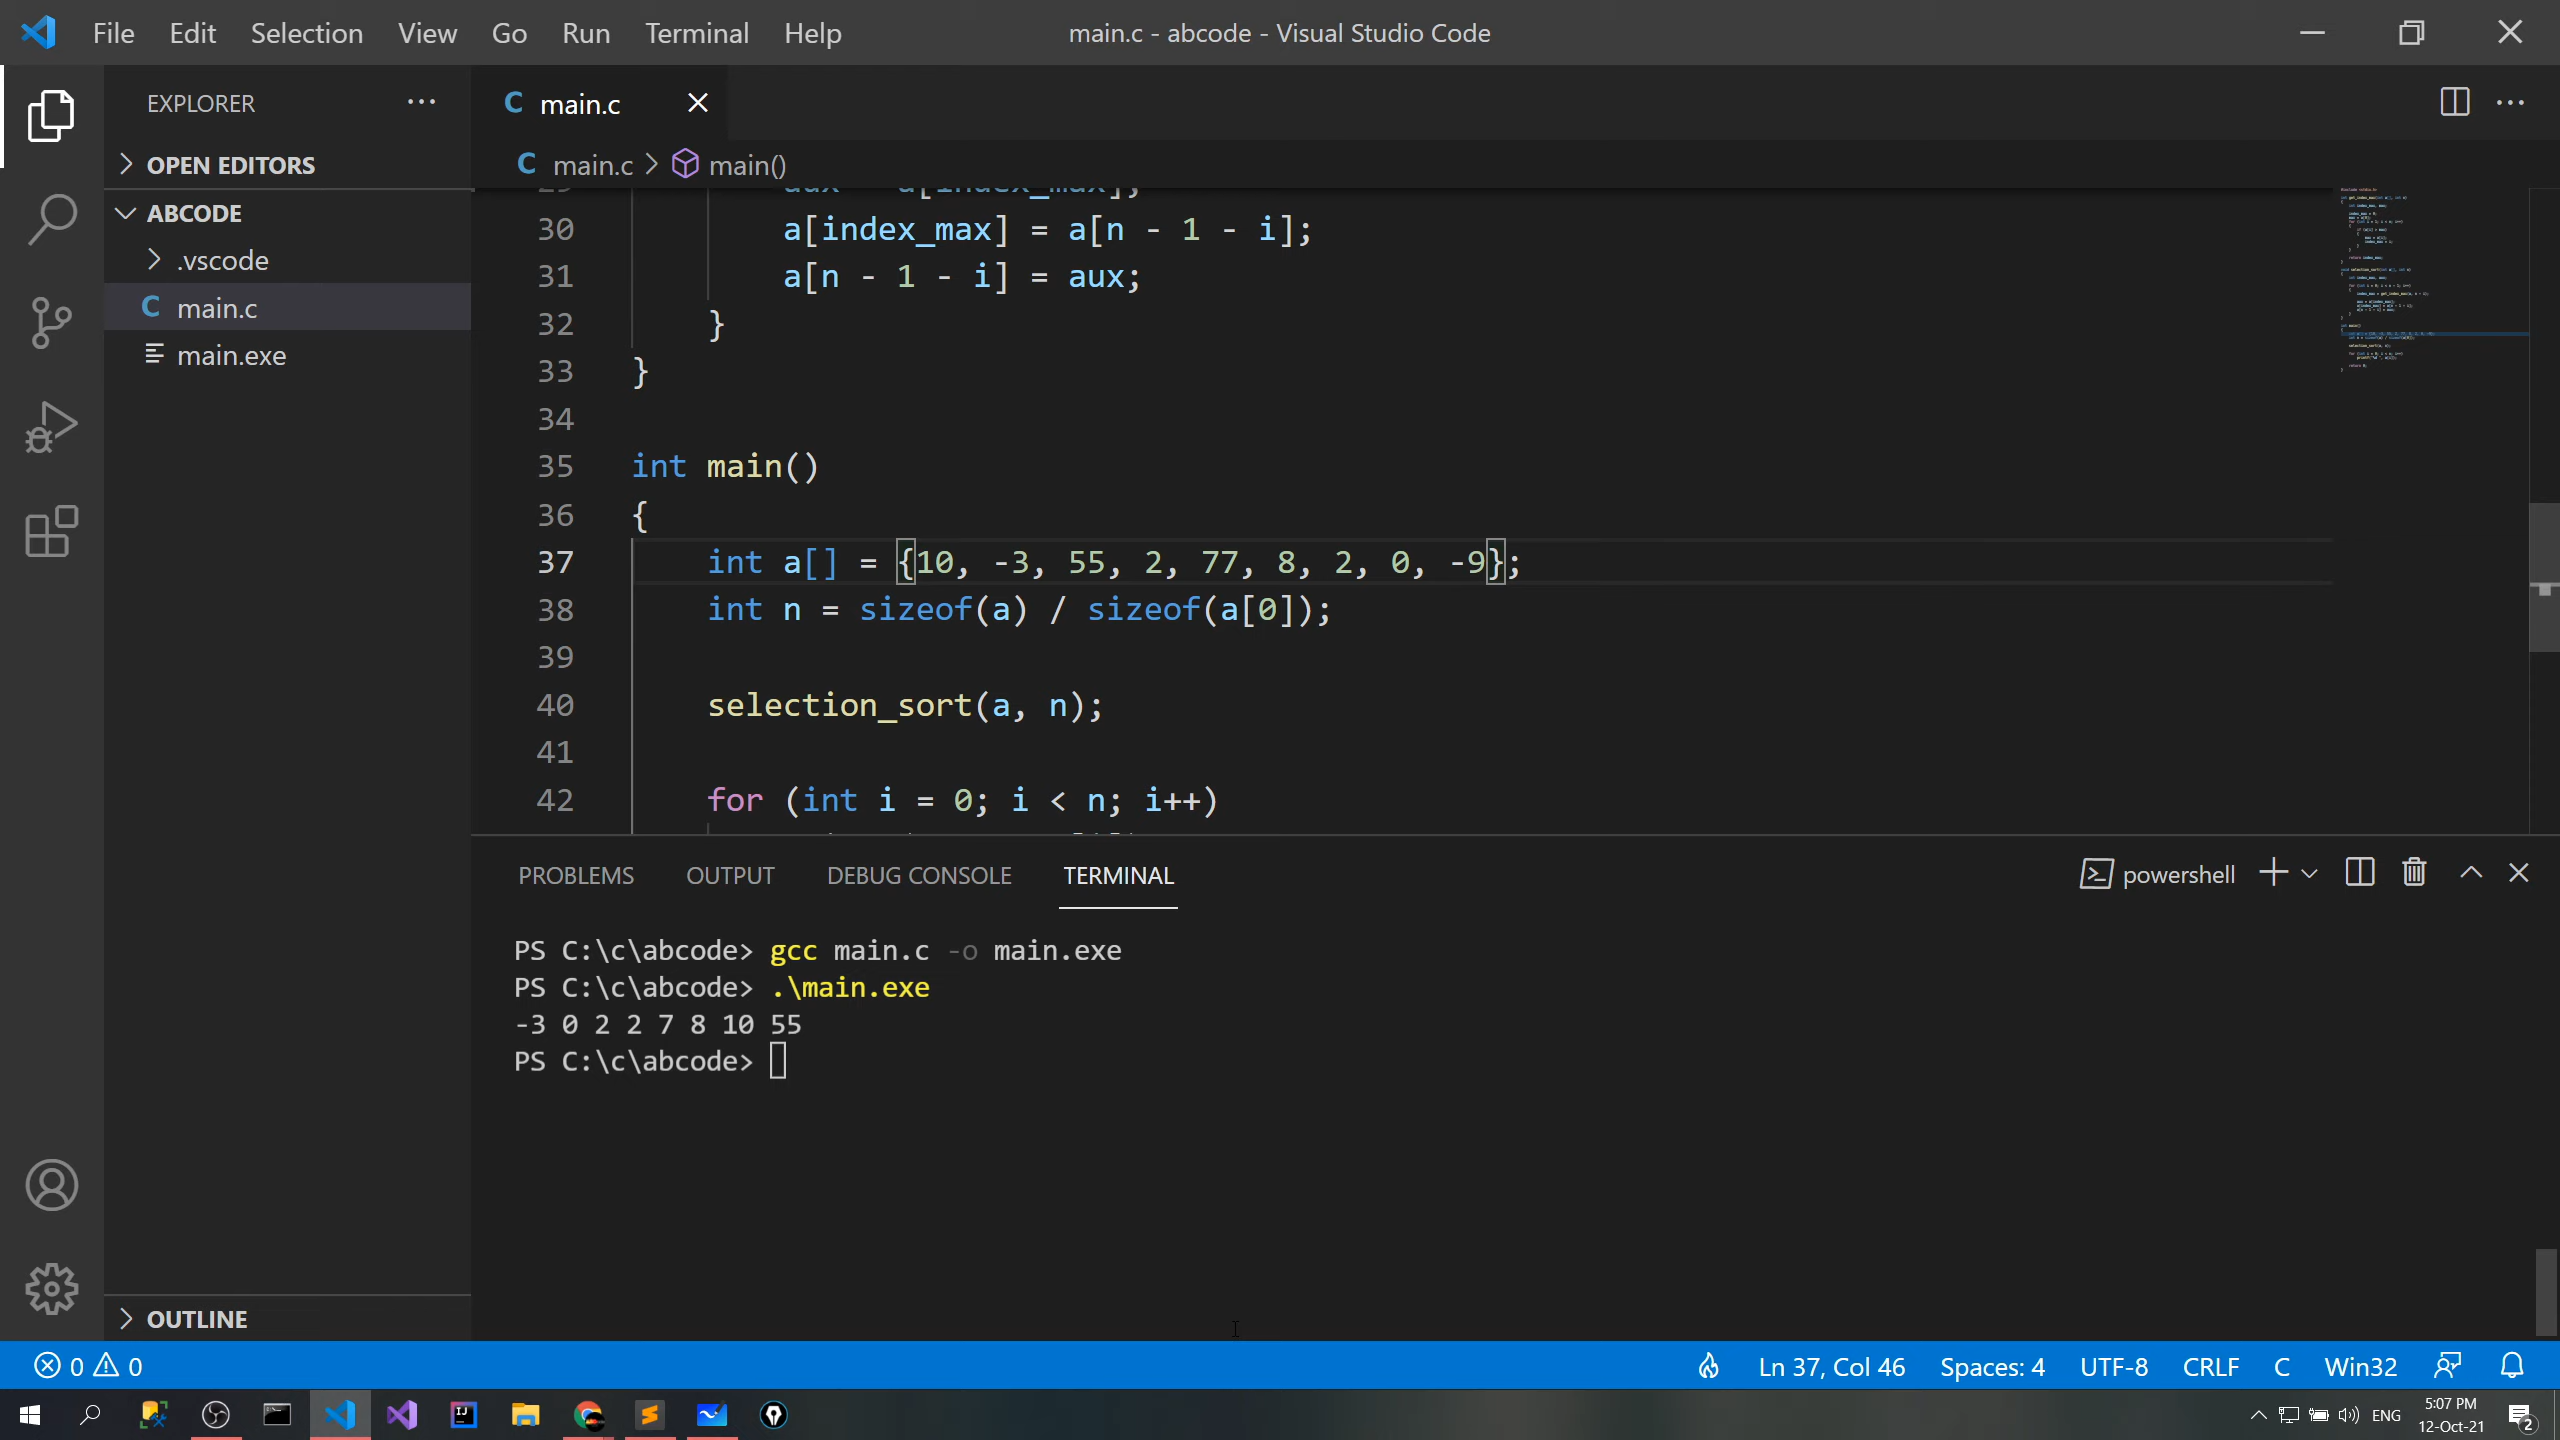 File Edit Selection View Go Run Terminal Help
main.c - abcode - Visual Studio Code
EXPLORER
OPEN EDITORS
ABCODE
.vscode
main.c
main.exe
OUTLINE
C main.c
C main.c > main()
29 aux = a[index_max];
30 a[index_max] = a[n - 1 - i];
31 a[n - 1 - i] = aux;
32 }
33 }
34
35 int main()
36 {
37 int a[] = {10, -3, 55, 2, 77, 8, 2, 0, -9};
38 int n = sizeof(a) / sizeof(a[0]);
39
40 selection_sort(a, n);
41
42 for (int i = 0; i < n; i++)
PROBLEMS OUTPUT DEBUG CONSOLE TERMINAL
powershell
PS C:\c\abcode> gcc main.c -o main.exe
PS C:\c\abcode> .\main.exe
-3 0 2 2 7 8 10 55
PS C:\c\abcode>
0 0
Ln 37, Col 46 Spaces: 4 UTF-8 CRLF C Win32
ENG
5:07 PM
12-Oct-21
2